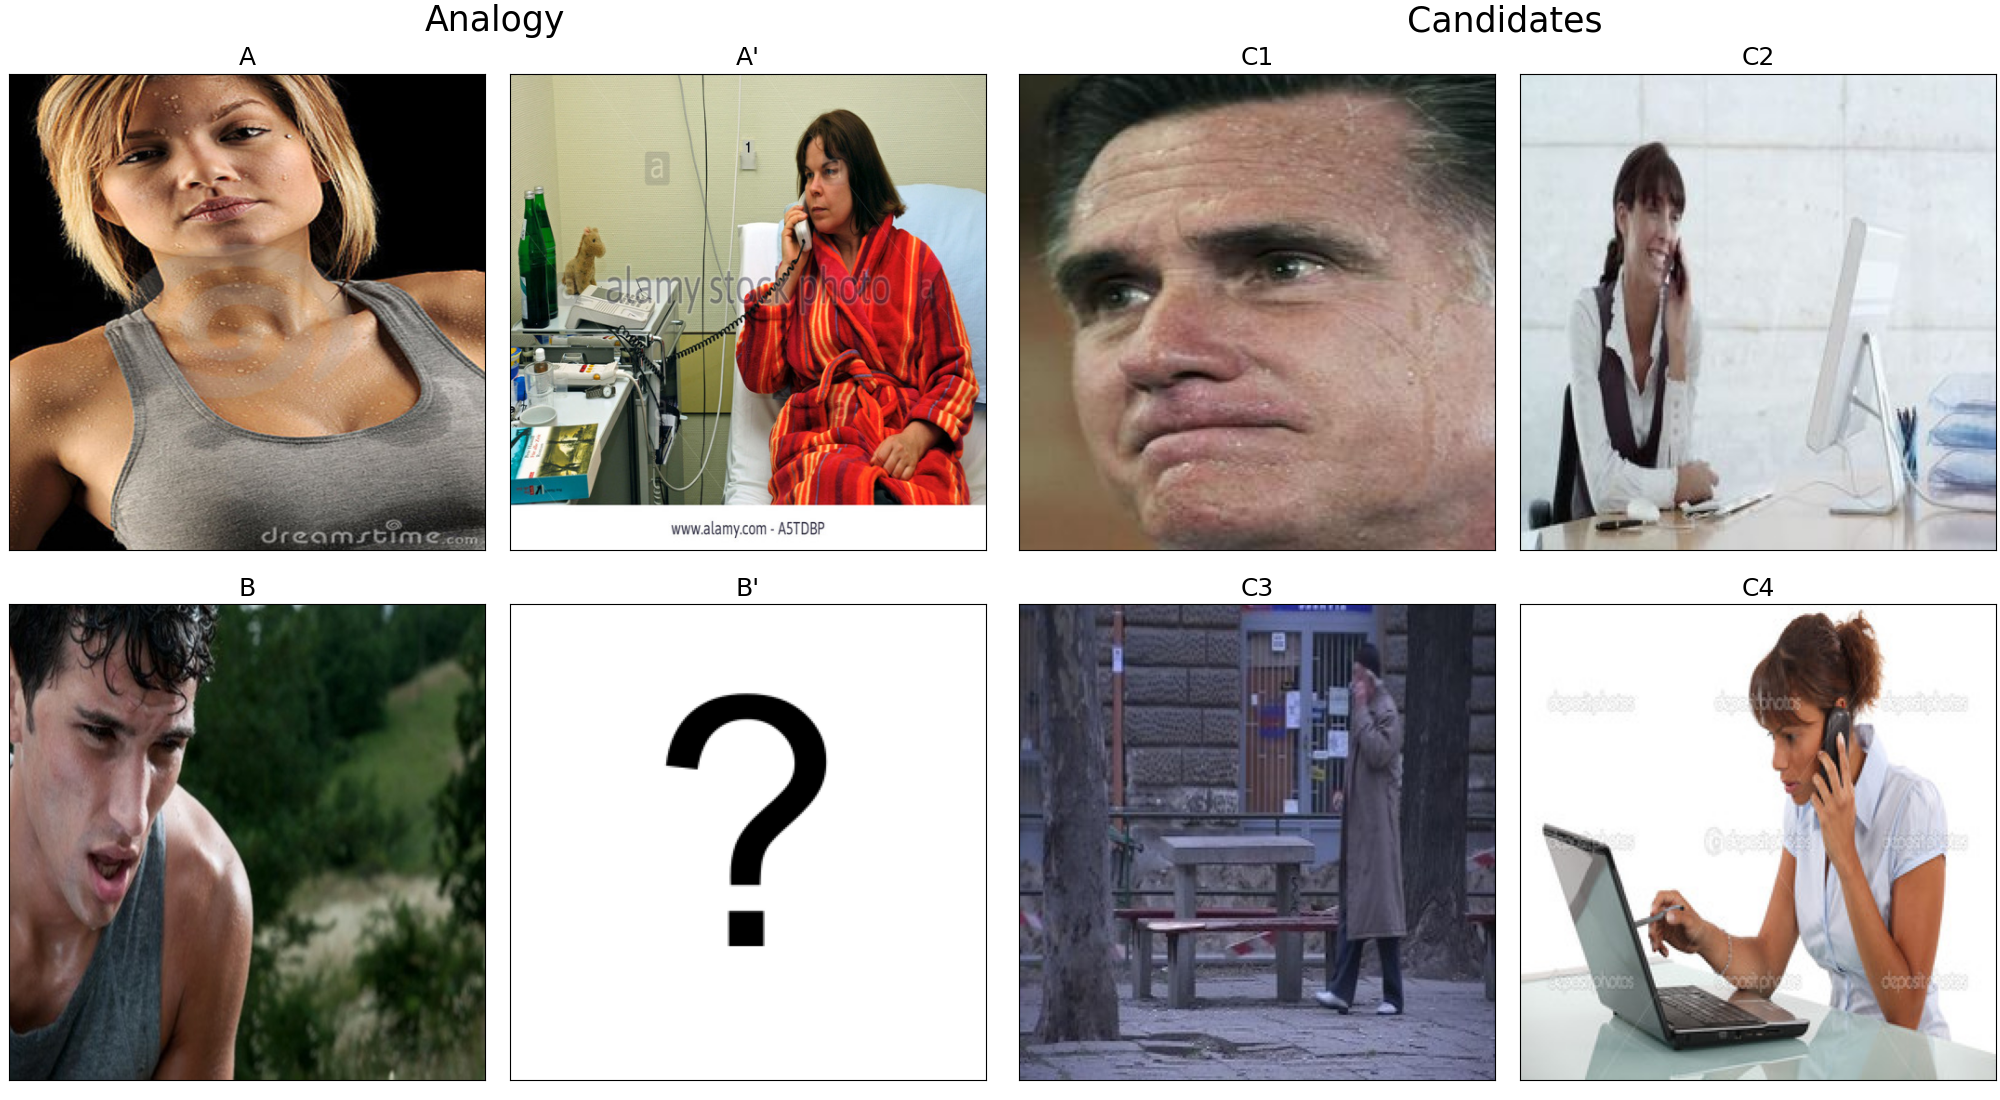 Analogy
Candidates
A
A'
C1
C2
1
a
alamy stock photo
a
www.alamy.com - A5TDBP
dreamstime.com
B
B'
C3
C4
?
depositphotos
depositphotos
depositphotos
depositphotos
depositphotos
depositphotos
depositphotos
depositphotos
depositphotos